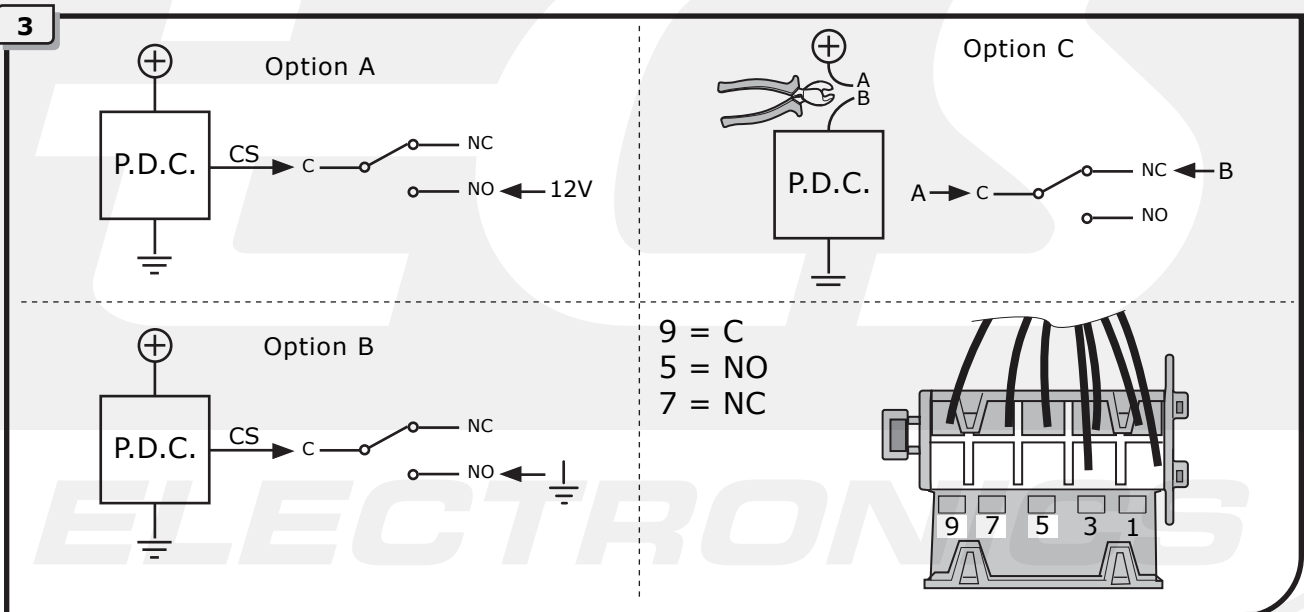 3
Option A
P.D.C.
CS
C
NC
NO
12V
Option C
A
B
P.D.C.
A
C
NC
B
NO
Option B
P.D.C.
CS
C
NC
NO
9 = C
5 = NO
7 = NC
9 7 5 3 1
ECS
ELECTRONICS